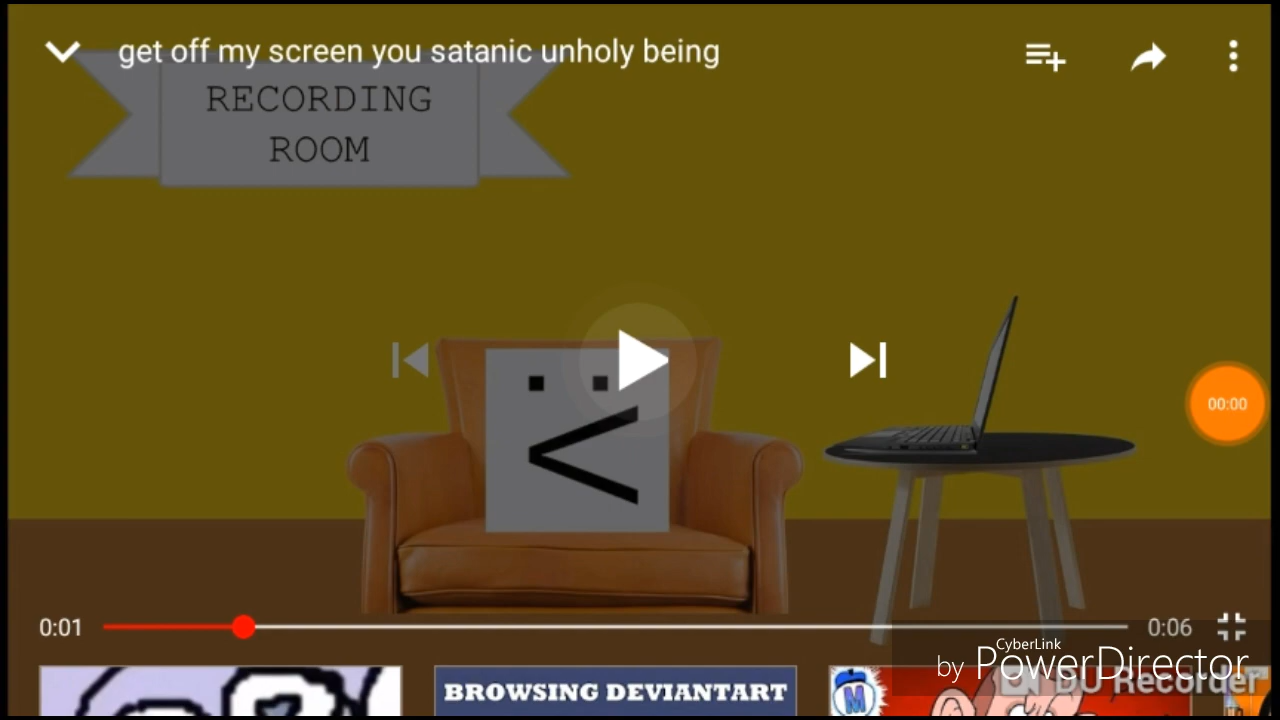 get off my screen you satanic unholy being
RECORDING
ROOM
00:00
0:01
0:06
CyberLink
by PowerDirector
DU Recorder
BROWSING DEVIANTART
M